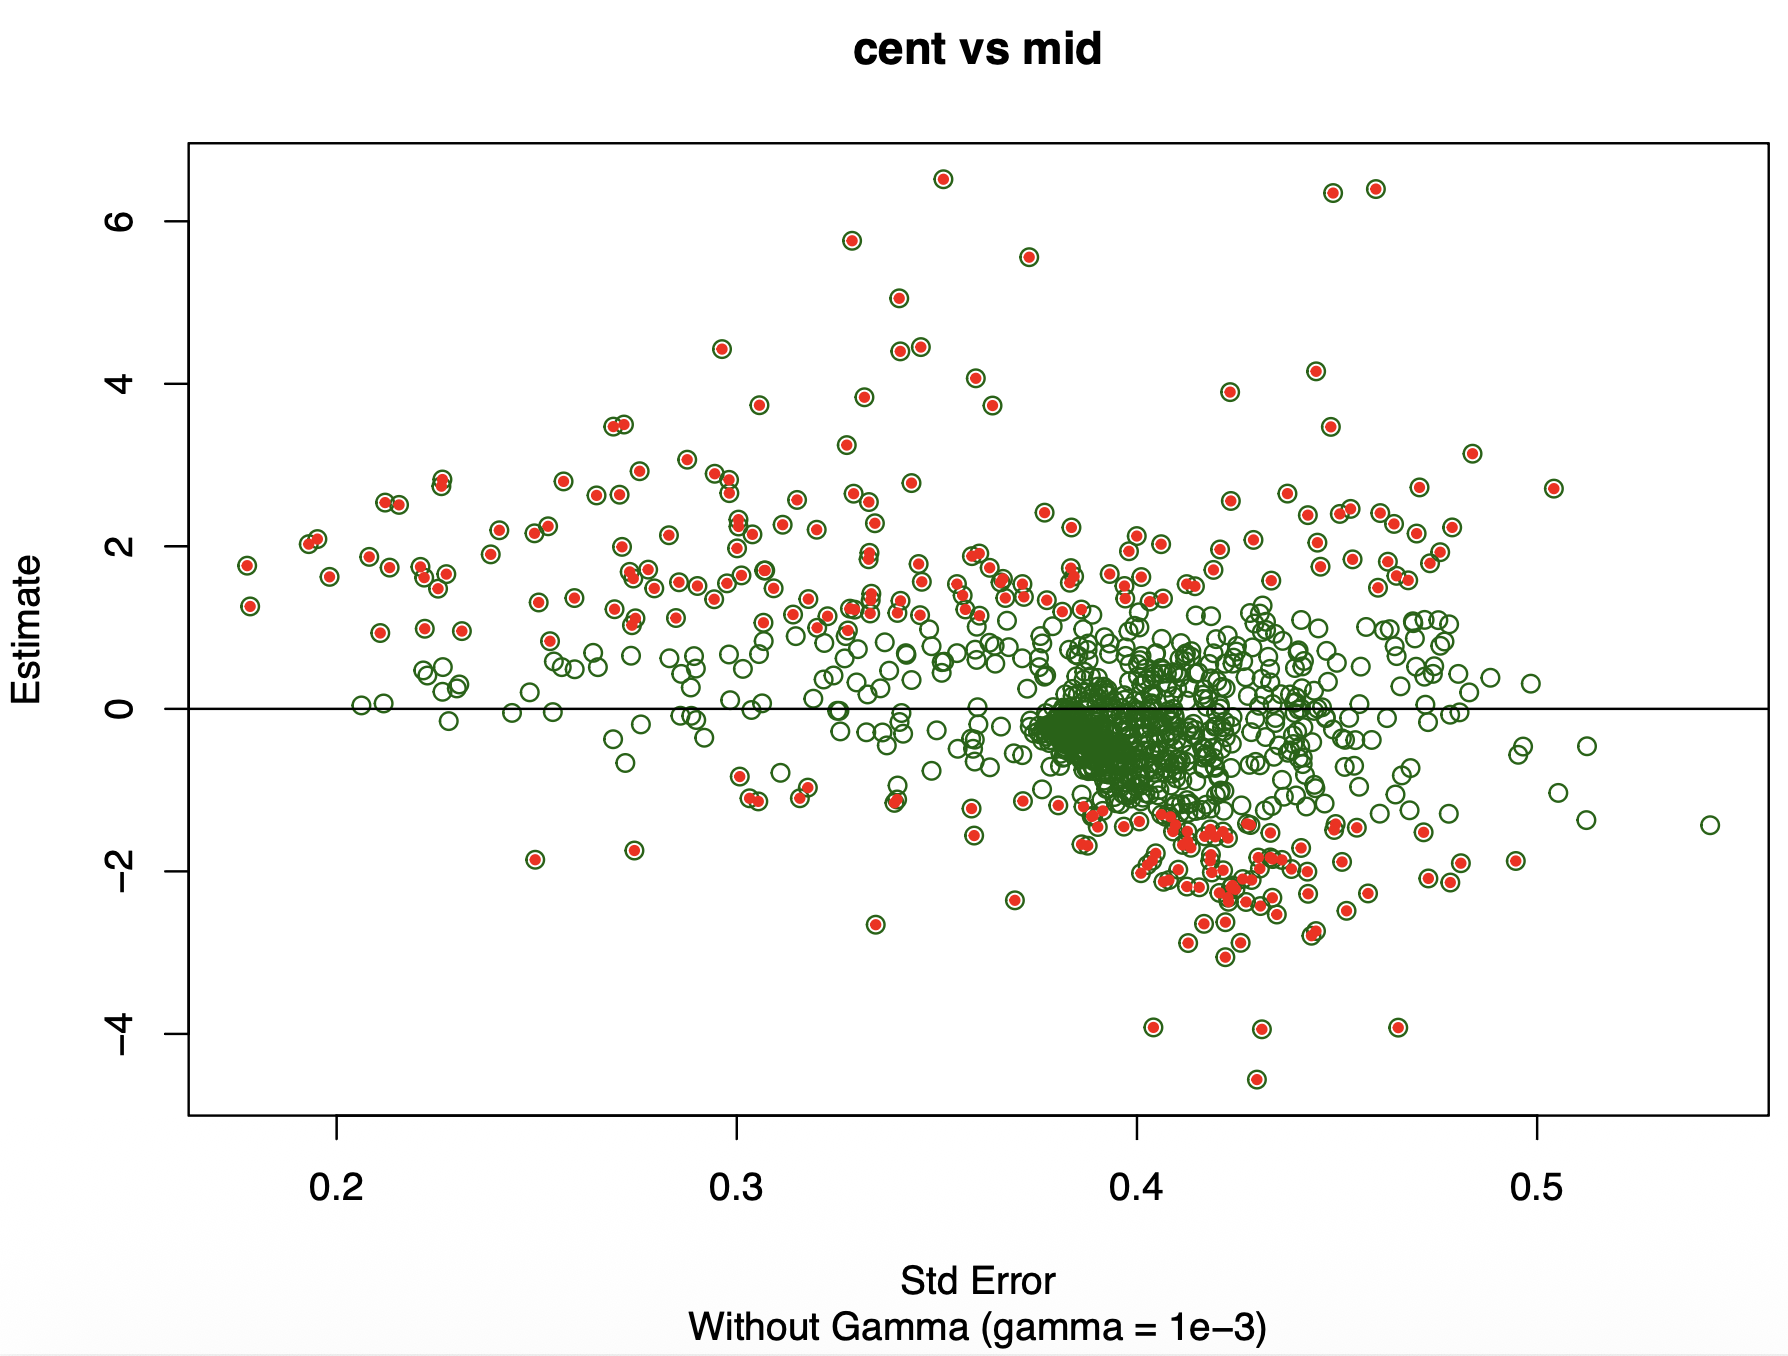 cent vs mid
Estimate
6
4
2
0
−2
−4
0.2 0.3 0.4 0.5
Std Error
Without Gamma (gamma = 1e−3)